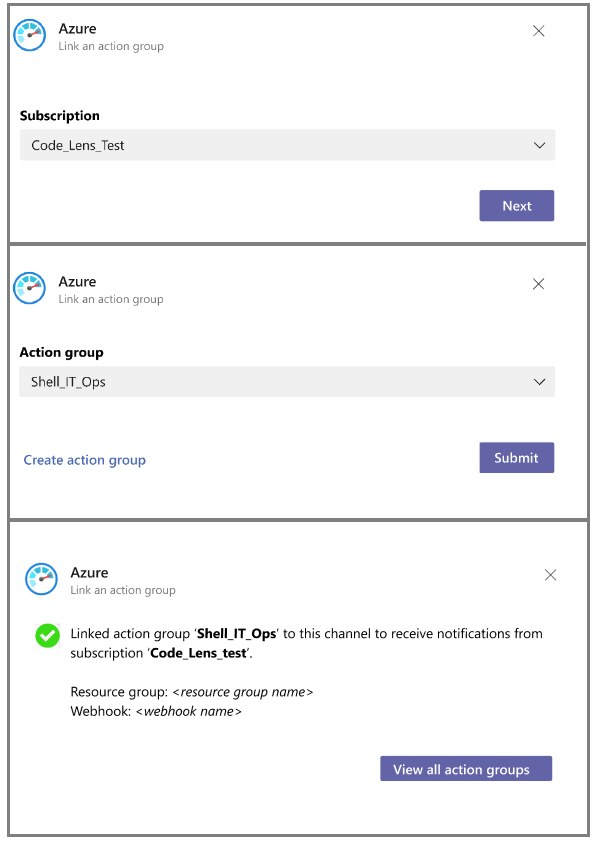 Azure
Link an action group
Subscription
Code_Lens_Test
Next
Azure
Link an action group
Action group
Shell_IT_Ops
Create action group
Submit
Azure
Link an action group
Linked action group ‘Shell_IT_Ops’ to this channel to receive notifications from
subscription ‘Code_Lens_test’.
Resource group: <resource group name>
Webhook: <webhook name>
View all action groups